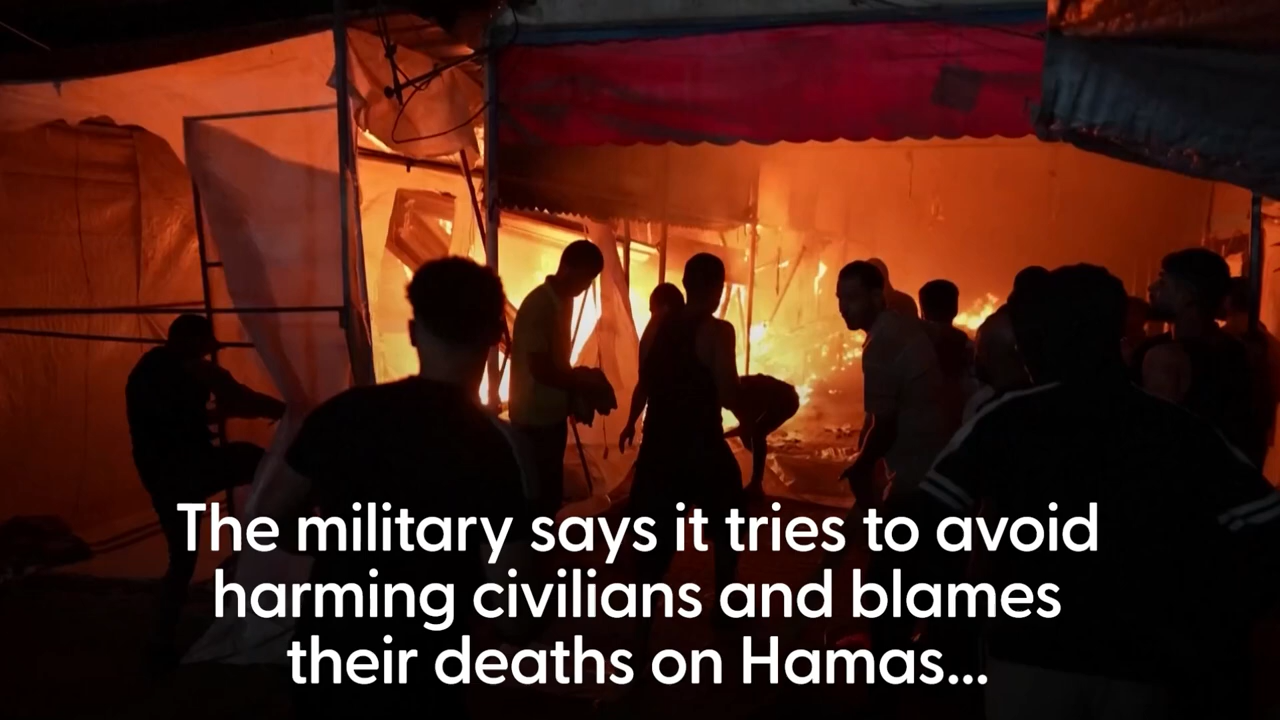 The military says it tries to avoid
harming civilians and blames
their deaths on Hamas...